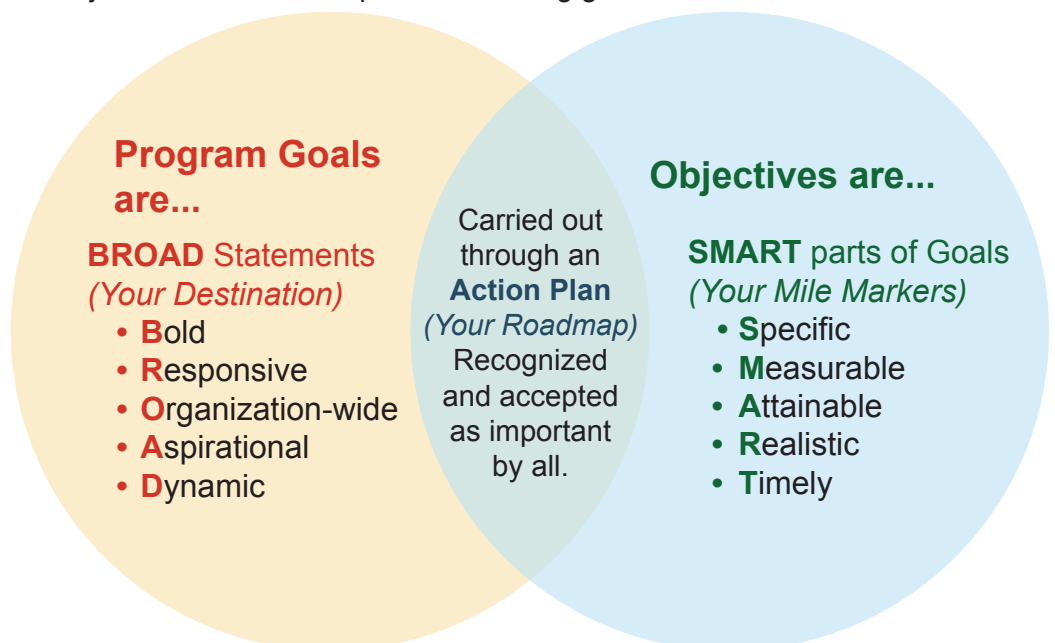 Program Goals
are...
BROAD Statements
(Your Destination)
• Bold
• Responsive
• Organization-wide
• Aspirational
• Dynamic
Carried out
through an
Action Plan
(Your Roadmap)
Recognized
and accepted
as important
by all.
Objectives are...
SMART parts of Goals
(Your Mile Markers)
• Specific
• Measurable
• Attainable
• Realistic
• Timely